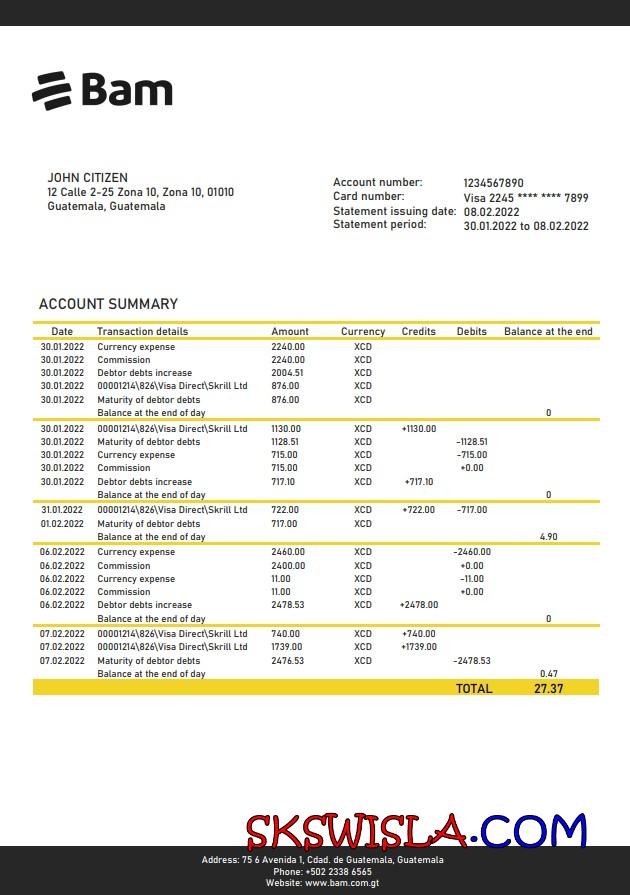 Bam
JOHN CITIZEN
12 Calle 2-25 Zona 10, Zona 10, 01010
Guatemala, Guatemala
Account number: 1234567890
Card number: Visa 2245 **** **** 7899
Statement issuing date: 08.02.2022
Statement period: 30.01.2022 to 08.02.2022
ACCOUNT SUMMARY
Date Transaction details Amount Currency Credits Debits Balance at the end
30.01.2022 Currency expense 2240.00 XCD
30.01.2022 Commission 2240.00 XCD
30.01.2022 Debtor debts increase 2004.51 XCD
30.01.2022 00001214\826\Visa Direct\Skrill Ltd 876.00 XCD
30.01.2022 Maturity of debtor debts 876.00 XCD
Balance at the end of day 0
30.01.2022 00001214\826\Visa Direct\Skrill Ltd 1130.00 XCD +1130.00
30.01.2022 Maturity of debtor debts 1128.51 XCD -1128.51
30.01.2022 Currency expense 715.00 XCD -715.00
30.01.2022 Commission 715.00 XCD +0.00
30.01.2022 Debtor debts increase 717.10 XCD +717.10
Balance at the end of day 0
31.01.2022 00001214\826\Visa Direct\Skrill Ltd 722.00 XCD +722.00 -717.00
01.02.2022 Maturity of debtor debts 717.00 XCD
Balance at the end of day 4.90
06.02.2022 Currency expense 2460.00 XCD -2460.00
06.02.2022 Commission 2400.00 XCD +0.00
06.02.2022 Currency expense 11.00 XCD -11.00
06.02.2022 Commission 11.00 XCD +0.00
06.02.2022 Debtor debts increase 2478.53 XCD +2478.00
Balance at the end of day 0
07.02.2022 00001214\826\Visa Direct\Skrill Ltd 740.00 XCD +740.00
07.02.2022 00001214\826\Visa Direct\Skrill Ltd 1739.00 XCD +1739.00
07.02.2022 Maturity of debtor debts 2476.53 XCD -2478.53
Balance at the end of day 0.47
TOTAL 27.37
SKSWISLA.COM
Address: 75 6 Avenida 1, Cdad. de Guatemala, Guatemala
Phone: +502 2338 6565
Website: www.bam.com.gt